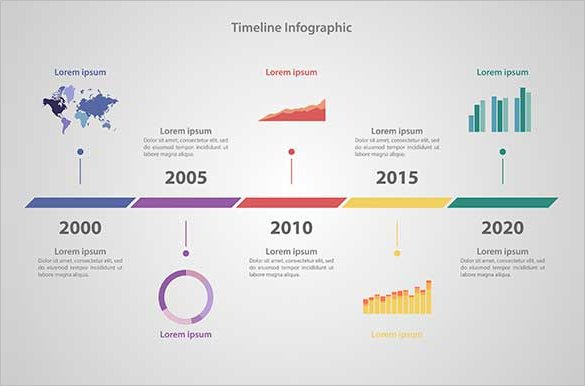 Timeline Infographic
Lorem ipsum
Lorem ipsum
Lorem ipsum
Lorem ipsum
Dolor sit amet, consectetur elit, sed
do eiusmod tempor incididunt ut
labore magna aliqua.
Lorem ipsum
Dolor sit amet, consectetur elit, sed
do eiusmod tempor incididunt ut
labore magna aliqua.
2005
2015
2000
2010
2020
Lorem ipsum
Dolor sit amet, consectetur elit, sed
do eiusmod tempor incididunt ut
labore magna aliqua.
Lorem ipsum
Dolor sit amet, consectetur elit, sed
do eiusmod tempor incididunt ut
labore magna aliqua.
Lorem ipsum
Dolor sit amet, consectetur elit, sed
do eiusmod tempor incididunt ut
labore magna aliqua.
Lorem ipsum
Lorem ipsum